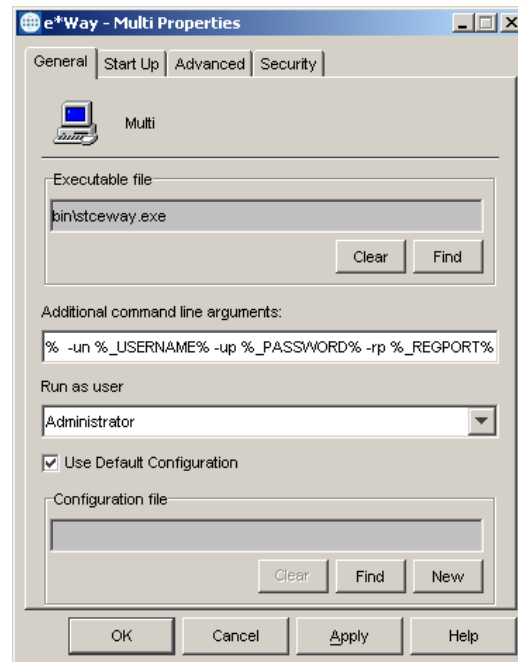 e*Way - Multi Properties
General Start Up Advanced Security
Multi
Executable file
bin\stceway.exe
Clear Find
Additional command line arguments:
% -un %_USERNAME% -up %_PASSWORD% -rp %_REGPORT%
Run as user
Administrator
Use Default Configuration
Configuration file
Clear Find New
OK Cancel Apply Help